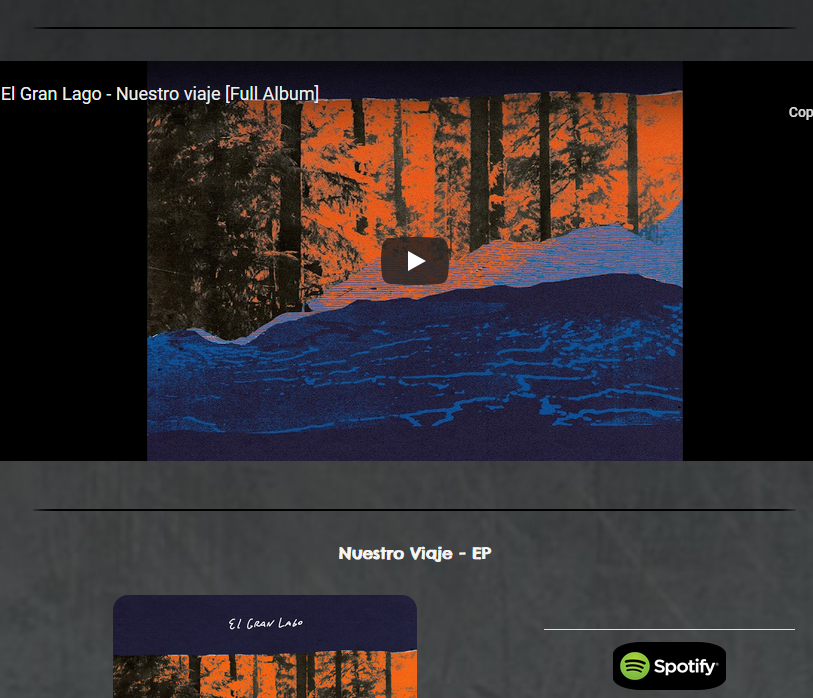 El Gran Lago - Nuestro viaje [Full Album]
Cop
Nuestro Viaje - EP
El Gran Lago
Spotify